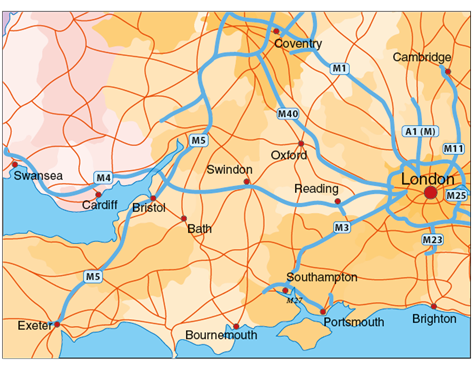 Coventry
M1
Cambridge
M40
A1 (M)
M5
M11
Oxford
Swansea
M4
Swindon
London
Reading
M25
Cardiff
Bristol
Bath
M3
M23
M5
Southampton
M27
Exeter
Portsmouth
Brighton
Bournemouth